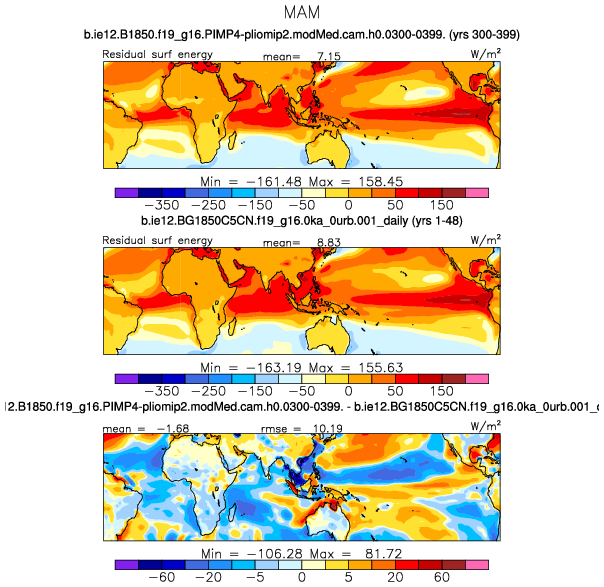 MAM
b.ie12.B1850.f19_g16.PIMP4-pliomip2.modMed.cam.h0.0300-0399. (yrs 300-399)
Residual surf energy mean= 7.15 W/m²
Min = -161.48 Max = 158.45
-350 -250 -150 -50 0 50 150
b.ie12.BG1850C5CN.f19_g16.0ka_0urb.001_daily (yrs 1-48)
Residual surf energy mean= 8.83 W/m²
Min = -163.19 Max = 155.63
-350 -250 -150 -50 0 50 150
12.B1850.f19_g16.PIMP4-pliomip2.modMed.cam.h0.0300-0399. - b.ie12.BG1850C5CN.f19_g16.0ka_0urb.001_
mean = -1.68 rmse = 10.19 W/m²
Min = -106.28 Max = 81.72
-60 -20 -5 0 5 20 60